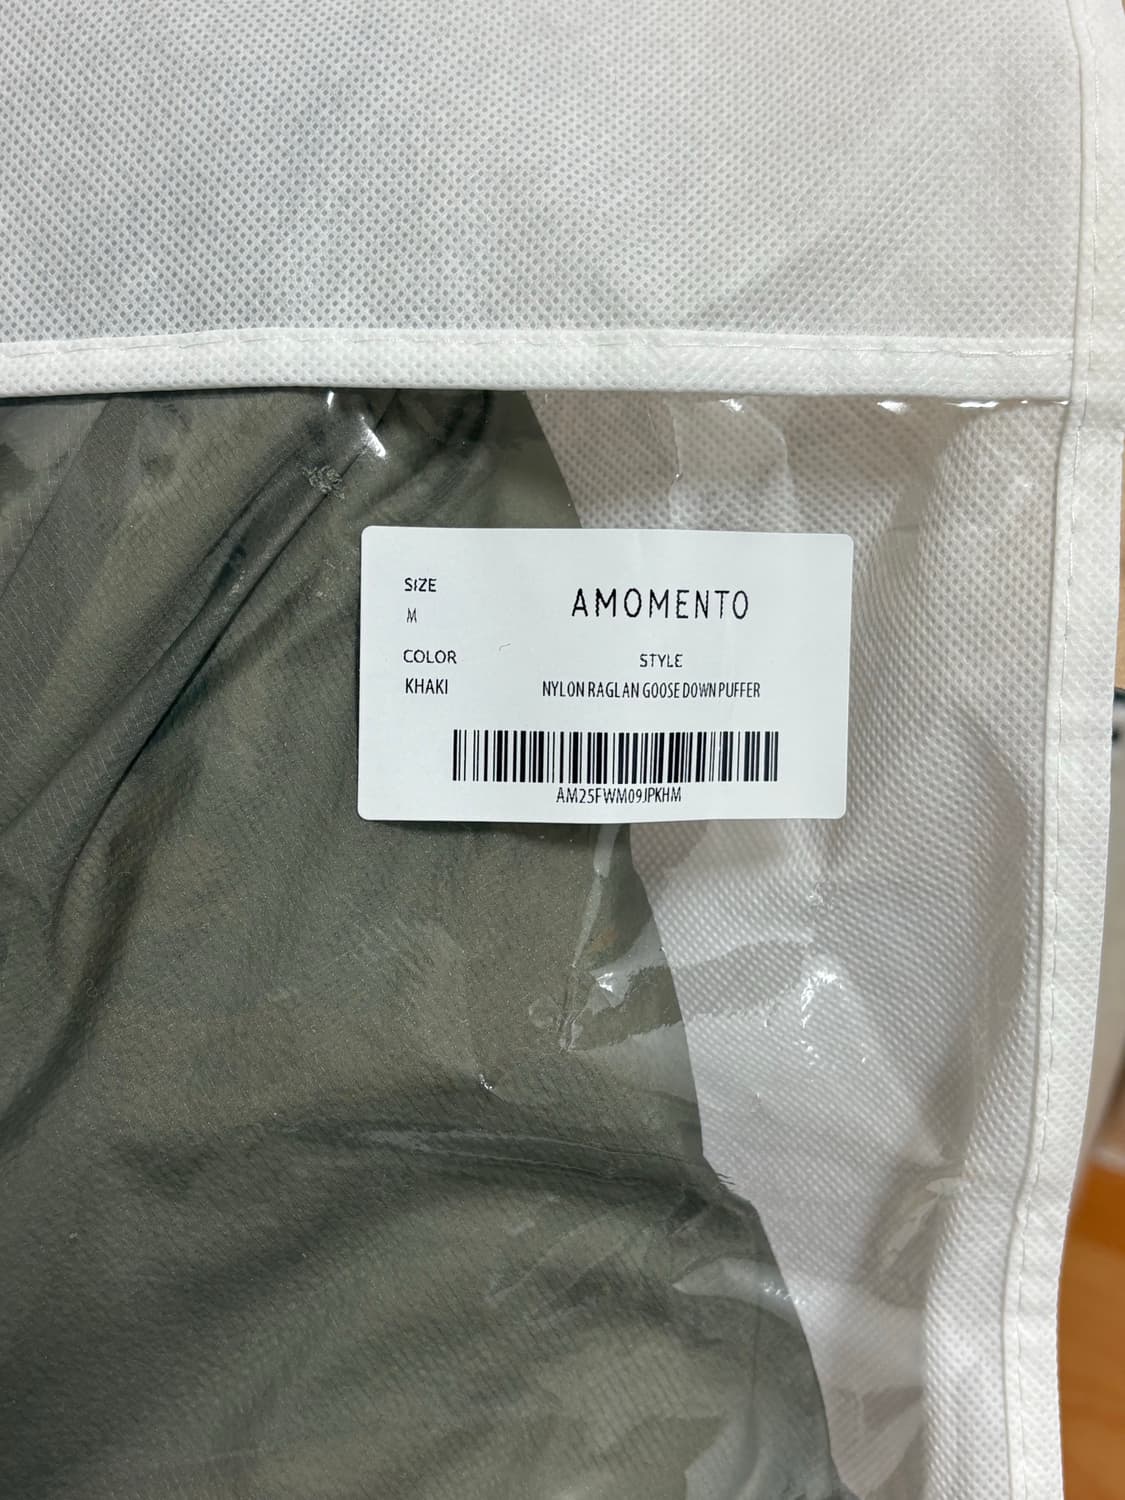 SIZE
M
COLOR
KHAKI
AMOMENTO
STYLE
NYLON RAGLAN GOOSE DOWN PUFFER
AM25FWM09JPKHM